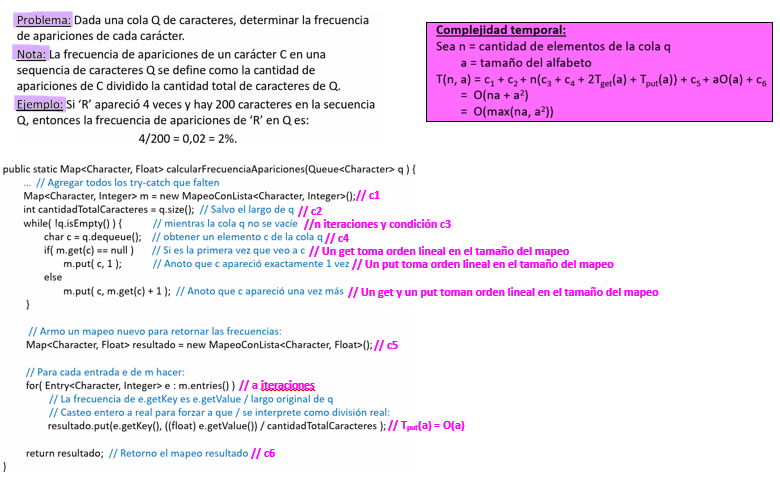 Problema: Dada una cola Q de caracteres, determinar la frecuencia
de apariciones de cada carácter.
Nota: La frecuencia de apariciones de un carácter C en una
sequencia de caracteres Q se define como la cantidad de
apariciones de C dividido la cantidad total de caracteres de Q.
Ejemplo: Si ‘R’ apareció 4 veces y hay 200 caracteres en la secuencia
Q, entonces la frecuencia de apariciones de ‘R’ en Q es:
4/200 = 0,02 = 2%.
Complejidad temporal:
Sea n = cantidad de elementos de la cola q
a = tamaño del alfabeto
T(n, a) = c₁ + c₂ + n(c₃ + c₄ + 2T_get(a) + T_put(a)) + c₅ + aO(a) + c₆
= O(na + a²)
= O(max(na, a²))
public static Map<Character, Float> calcularFrecuenciaApariciones(Queue<Character> q ) {
... // Agregar todos los try-catch que falten
Map<Character, Integer> m = new MapeoConLista<Character, Integer>(); // c1
int cantidadTotalCaracteres = q.size(); // Salvo el largo de q // c2
while( !q.isEmpty() ) { // mientras la cola q no se vacíe //n iteraciones y condición c3
char c = q.dequeue(); // obtener un elemento c de la cola q // c4
if( m.get(c) == null ) // Si es la primera vez que veo a c // Un get toma orden lineal en el tamaño del mapeo
m.put( c, 1 ); // Anoto que c apareció exactamente 1 vez // Un put toma orden lineal en el tamaño del mapeo
else
m.put( c, m.get(c) + 1 ); // Anoto que c apareció una vez más // Un get y un put toman orden lineal en el tamaño del mapeo
}
// Armo un mapeo nuevo para retornar las frecuencias:
Map<Character, Float> resultado = new MapeoConLista<Character, Float>(); // c5
// Para cada entrada e de m hacer:
for( Entry<Character, Integer> e : m.entries() ) // a iteraciones
// La frecuencia de e.getKey es e.getValue / largo original de q
// Casteo entero a real para forzar a que / se interprete como división real:
resultado.put(e.getKey(), ((float) e.getValue()) / cantidadTotalCaracteres ); // T_put(a) = O(a)
return resultado; // Retorno el mapeo resultado // c6
}